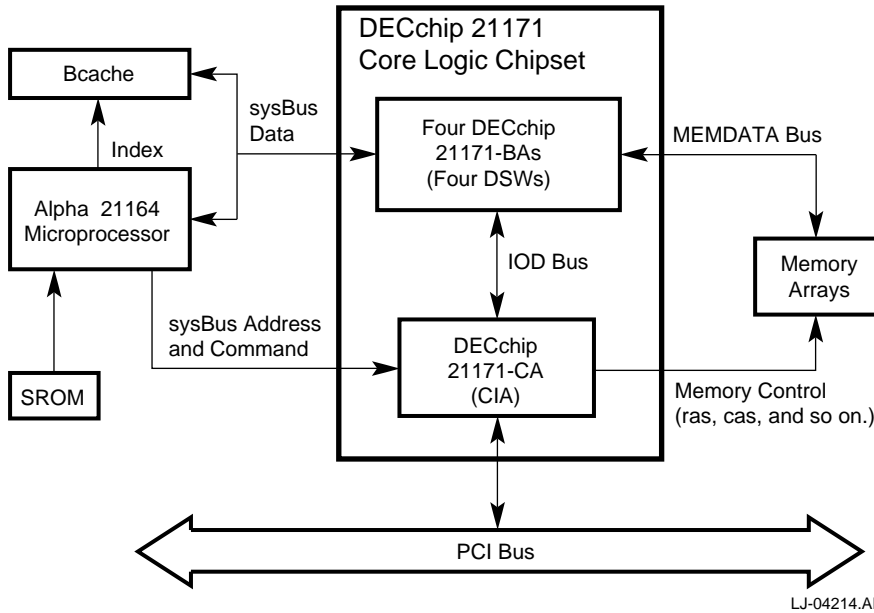 DECchip 21171
Core Logic Chipset
Bcache
sysBus
Data
Four DECchip
21171-BAs
(Four DSWs)
MEMDATA Bus
Index
Alpha 21164
Microprocessor
IOD Bus
Memory
Arrays
sysBus Address
and Command
DECchip
21171-CA
(CIA)
SROM
Memory Control
(ras, cas, and so on.)
PCI Bus
LJ-04214.AI